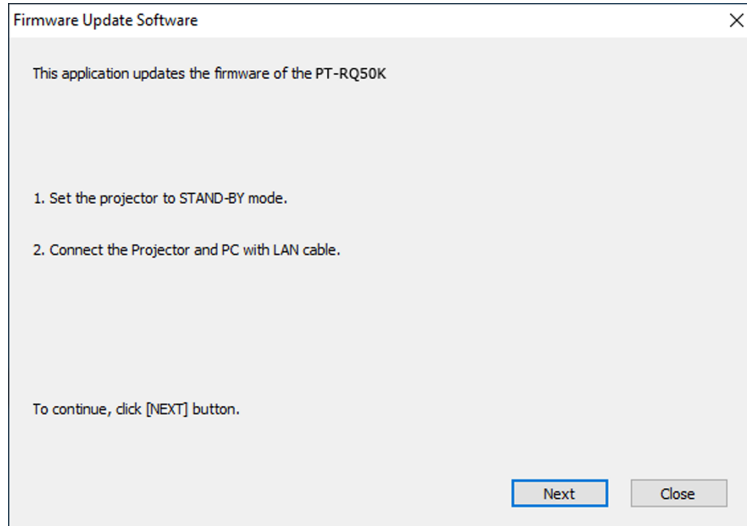 Firmware Update Software
This application updates the firmware of the PT-RQ50K
1. Set the projector to STAND-BY mode.
2. Connect the Projector and PC with LAN cable.
To continue, click [NEXT] button.
Next
Close